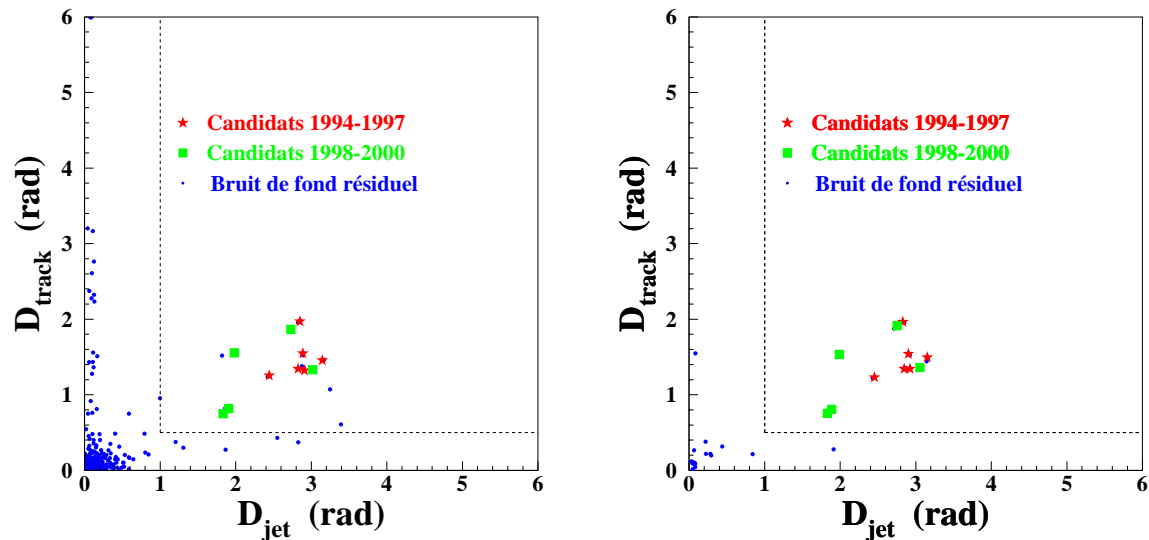 6
5
4
3
2
1
0
D_track (rad)
Candidats 1994-1997
Candidats 1998-2000
Bruit de fond résiduel
0 1 2 3 4 5 6
D_jet (rad)
6
5
4
3
2
1
0
D_track (rad)
Candidats 1994-1997
Candidats 1998-2000
Bruit de fond résiduel
0 1 2 3 4 5 6
D_jet (rad)